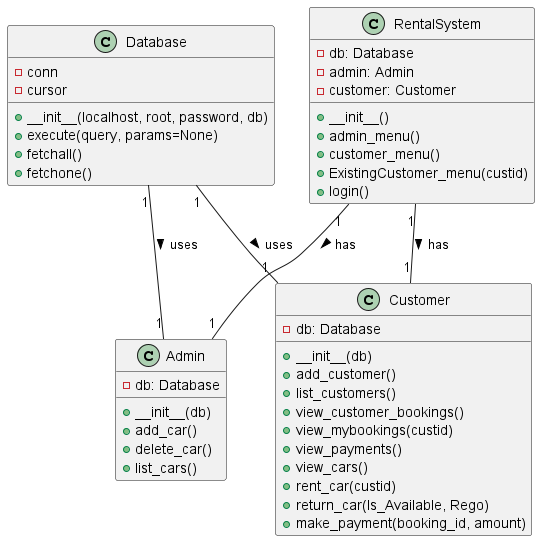 C Database
conn
cursor
__init__(localhost, root, password, db)
execute(query, params=None)
fetchall()
fetchone()
C RentalSystem
db: Database
admin: Admin
customer: Customer
__init__()
admin_menu()
customer_menu()
ExistingCustomer_menu(custid)
login()
1
1
1
1
uses
uses
has
has
1
1
1
1
C Admin
db: Database
__init__(db)
add_car()
delete_car()
list_cars()
C Customer
db: Database
__init__(db)
add_customer()
list_customers()
view_customer_bookings()
view_mybookings(custid)
view_payments()
view_cars()
rent_car(custid)
return_car(Is_Available, Rego)
make_payment(booking_id, amount)